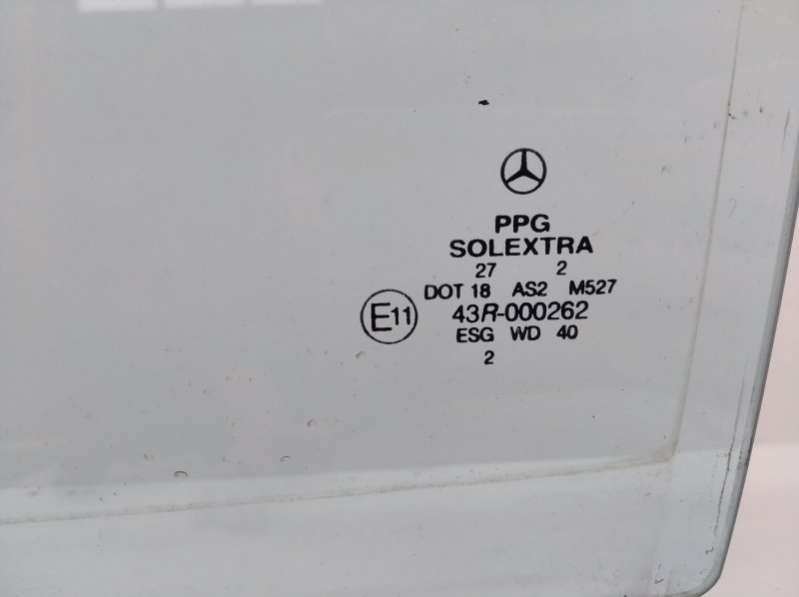 PPG
SOLEXTRA
27 2
DOT 18 AS2 M527
E11 43R-000262
ESG WD 40
2